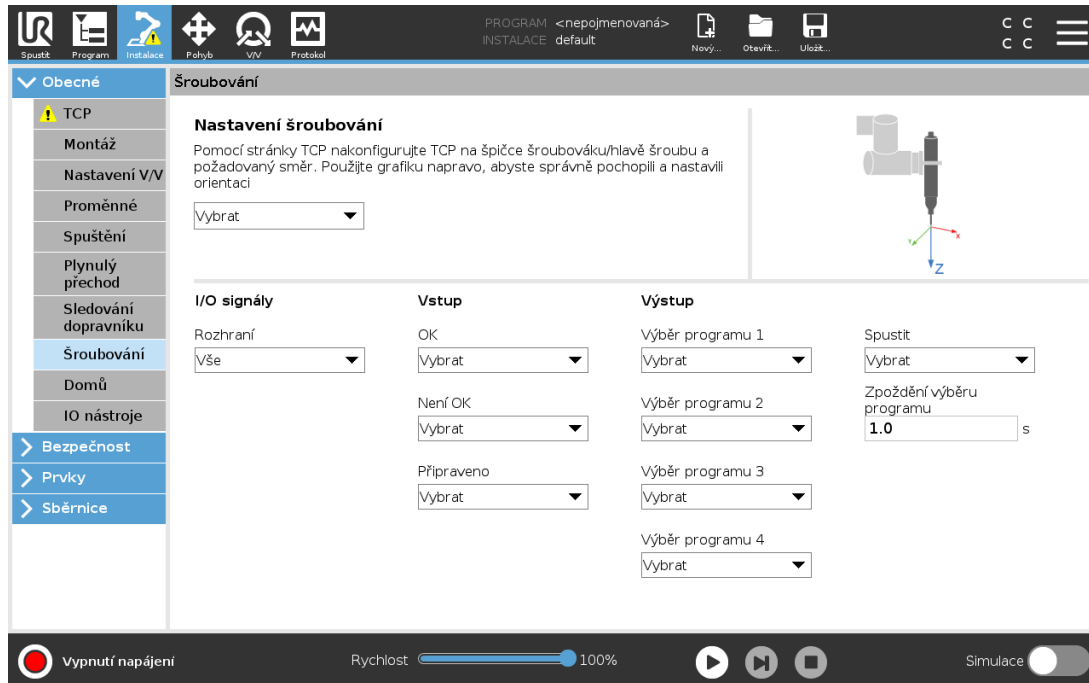 UR
Spustit
Program
Instalace
Pohyb
V/V
Protokol
PROGRAM <nepojmenovaná>
INSTALACE default
Nový...
Otevřít...
Uložit...
C C
C C
Obecné
TCP
Montáž
Nastavení V/V
Proměnné
Spuštění
Plynulý
přechod
Sledování
dopravníku
Šroubování
Domů
IO nástroje
Bezpečnost
Prvky
Sběrnice
Šroubování
Nastavení šroubování
Pomocí stránky TCP nakonfigurujte TCP na špičce šroubováku/hlavě šroubu a
požadovaný směr. Použijte grafiku napravo, abyste správně pochopili a nastavili
orientaci
Vybrat
X
Y
Z
I/O signály
Rozhraní
Vše
Vstup
OK
Vybrat
Není OK
Vybrat
Připraveno
Vybrat
Výstup
Výběr programu 1
Vybrat
Výběr programu 2
Vybrat
Výběr programu 3
Vybrat
Výběr programu 4
Vybrat
Spustit
Vybrat
Zpoždění výběru
programu
1.0 s
Vypnutí napájení
Rychlost 100%
Simulace